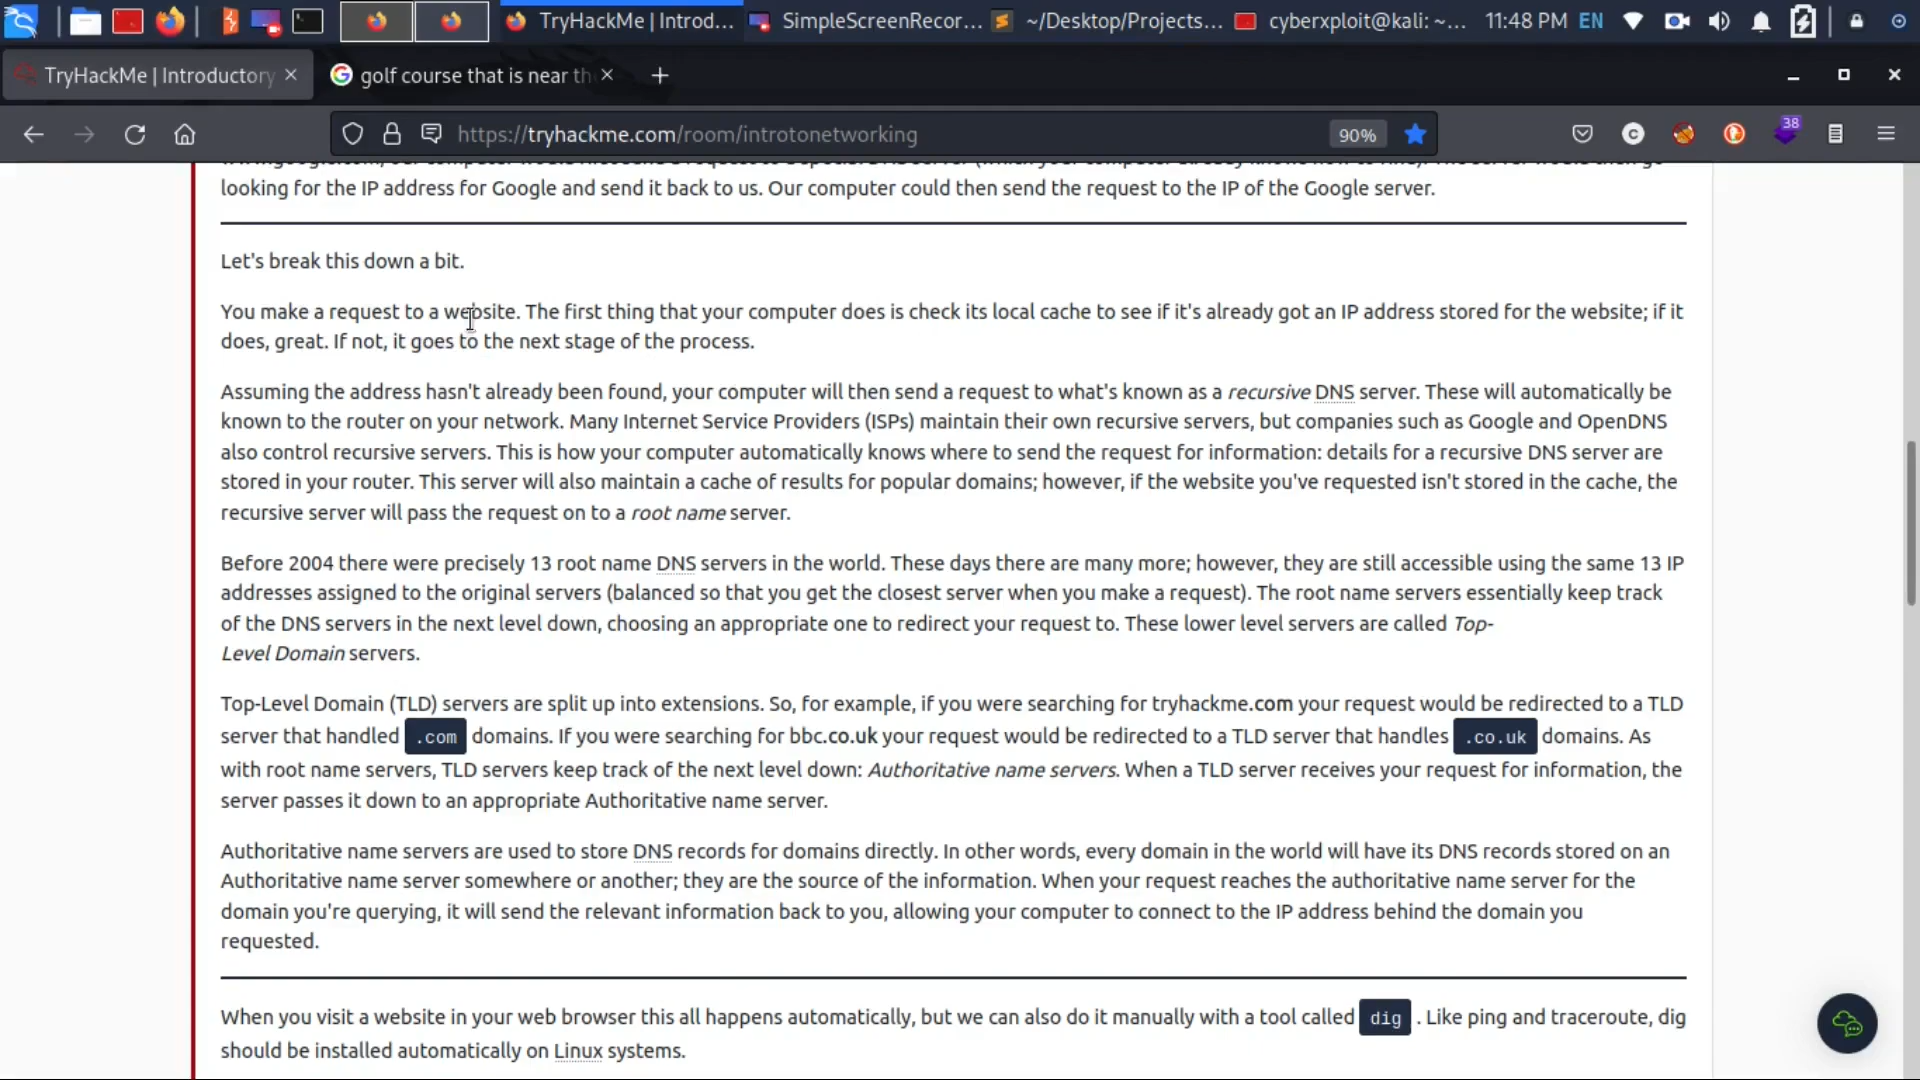 TryHackMe | Introd...
SimpleScreenRecor...
~/Desktop/Projects...
cyberxploit@kali: ~...
11:48 PM
EN
TryHackMe | Introductory
golf course that is near th
https://tryhackme.com/room/introtonetworking
90%
38
looking for the IP address for Google and send it back to us. Our computer could then send the request to the IP of the Google server.
Let's break this down a bit.
You make a request to a website. The first thing that your computer does is check its local cache to see if it's already got an IP address stored for the website; if it
does, great. If not, it goes to the next stage of the process.
Assuming the address hasn't already been found, your computer will then send a request to what's known as a recursive DNS server. These will automatically be
known to the router on your network. Many Internet Service Providers (ISPs) maintain their own recursive servers, but companies such as Google and OpenDNS
also control recursive servers. This is how your computer automatically knows where to send the request for information: details for a recursive DNS server are
stored in your router. This server will also maintain a cache of results for popular domains; however, if the website you've requested isn't stored in the cache, the
recursive server will pass the request on to a root name server.
Before 2004 there were precisely 13 root name DNS servers in the world. These days there are many more; however, they are still accessible using the same 13 IP
addresses assigned to the original servers (balanced so that you get the closest server when you make a request). The root name servers essentially keep track
of the DNS servers in the next level down, choosing an appropriate one to redirect your request to. These lower level servers are called Top-
Level Domain servers.
Top-Level Domain (TLD) servers are split up into extensions. So, for example, if you were searching for tryhackme.com your request would be redirected to a TLD
server that handled .com domains. If you were searching for bbc.co.uk your request would be redirected to a TLD server that handles .co.uk domains. As
with root name servers, TLD servers keep track of the next level down: Authoritative name servers. When a TLD server receives your request for information, the
server passes it down to an appropriate Authoritative name server.
Authoritative name servers are used to store DNS records for domains directly. In other words, every domain in the world will have its DNS records stored on an
Authoritative name server somewhere or another; they are the source of the information. When your request reaches the authoritative name server for the
domain you're querying, it will send the relevant information back to you, allowing your computer to connect to the IP address behind the domain you
requested.
When you visit a website in your web browser this all happens automatically, but we can also do it manually with a tool called dig . Like ping and traceroute, dig
should be installed automatically on Linux systems.